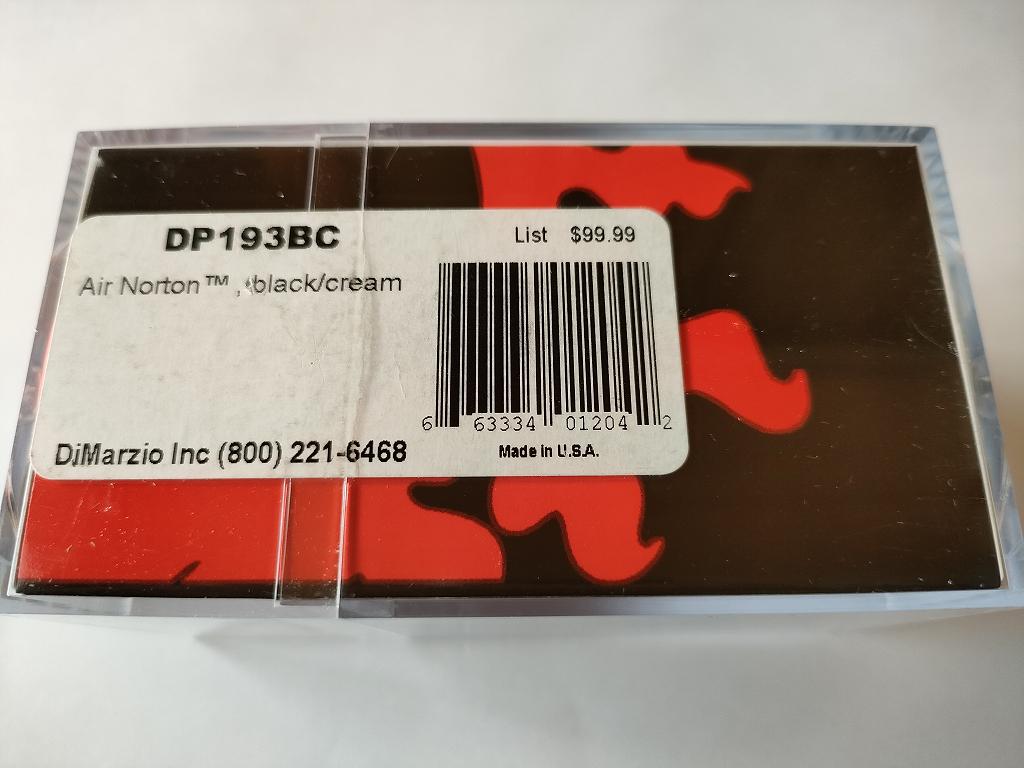 DP193BC
List $99.99
Air Norton™, black/cream
6 63334 01204 2
DiMarzio Inc (800) 221-6468
Made in U.S.A.